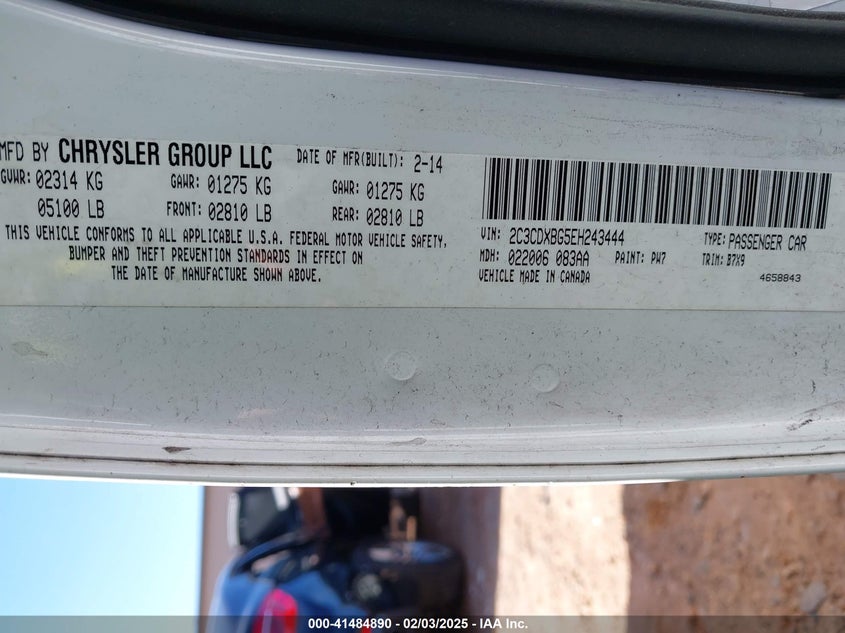 MFD BY CHRYSLER GROUP LLC DATE OF MFR(BUILT): 2-14
GVWR: 02314 KG GAWR: 01275 KG GAWR: 01275 KG
05100 LB FRONT: 02810 LB REAR: 02810 LB
THIS VEHICLE CONFORMS TO ALL APPLICABLE U.S.A. FEDERAL MOTOR VEHICLE SAFETY,
BUMPER AND THEFT PREVENTION STANDARDS IN EFFECT ON
THE DATE OF MANUFACTURE SHOWN ABOVE.
VIN: 2C3CDXBG5EH243444 TYPE: PASSENGER CAR
MDH: 022006 083AA PAINT: PW7 TRIM: B7X9
VEHICLE MADE IN CANADA 4658843
000-41484890 - 02/03/2025 - IAA Inc.